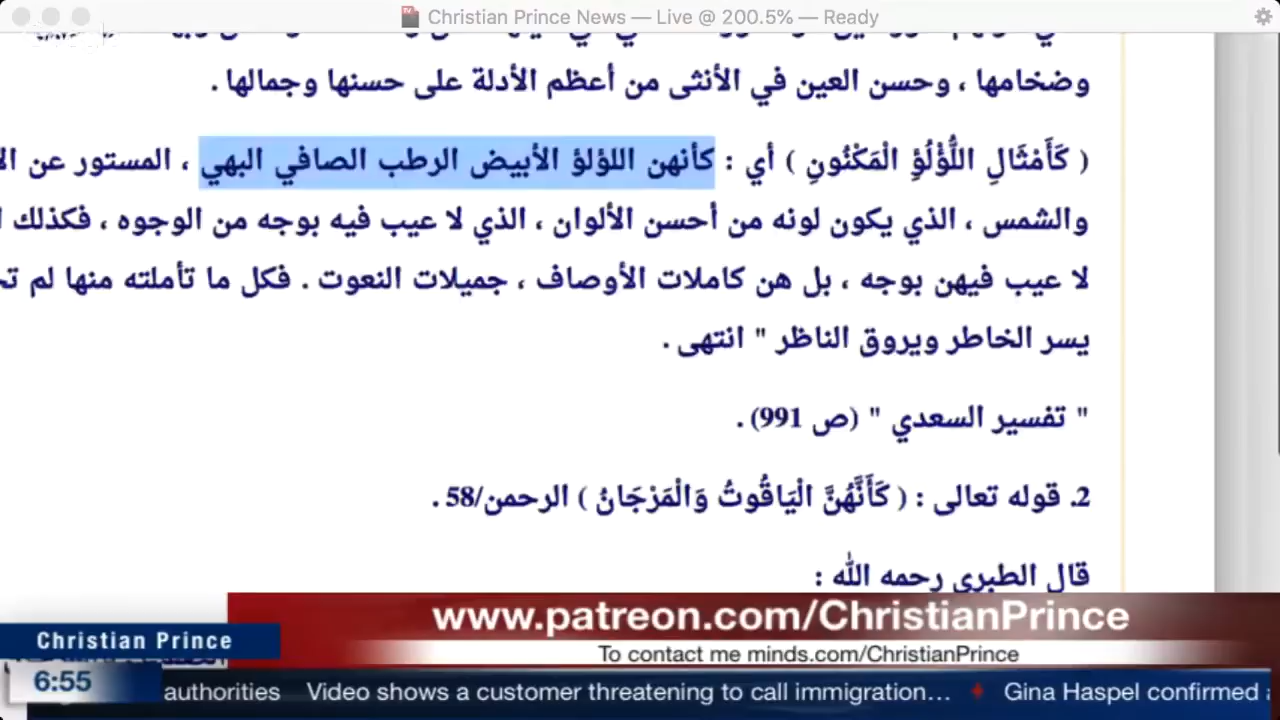 Christian Prince News — Live @ 200.5% — Ready
وضخامها ، وحسن العين في الأنثى من أعظم الأدلة على حسنها وجمالها .
( كَأَمْثَالِ اللُّؤْلُؤِ الْمَكْنُونِ ) أي : كأنهن اللؤلؤ الأبيض الرطب الصافي البهي ، المستور عن
والشمس ، الذي يكون لونه من أحسن الألوان ، الذي لا عيب فيه بوجه من الوجوه ، فكذلك
لا عيب فيهن بوجه ، بل هن كاملات الأوصاف ، جميلات النعوت . فكل ما تأملته منها لم
يسر الخاطر ويروق الناظر " انتهى .
" تفسير السعدي " (ص 991) .
2. قوله تعالى : ( كَأَنَّهُنَّ الْيَاقُوتُ وَالْمَرْجَانُ ) الرحمن/58 .
قال الطبري رحمه الله :
www.patreon.com/ChristianPrince
Christian Prince
To contact me minds.com/ChristianPrince
6:55
authorities Video shows a customer threatening to call immigration... Gina Haspel confirmed